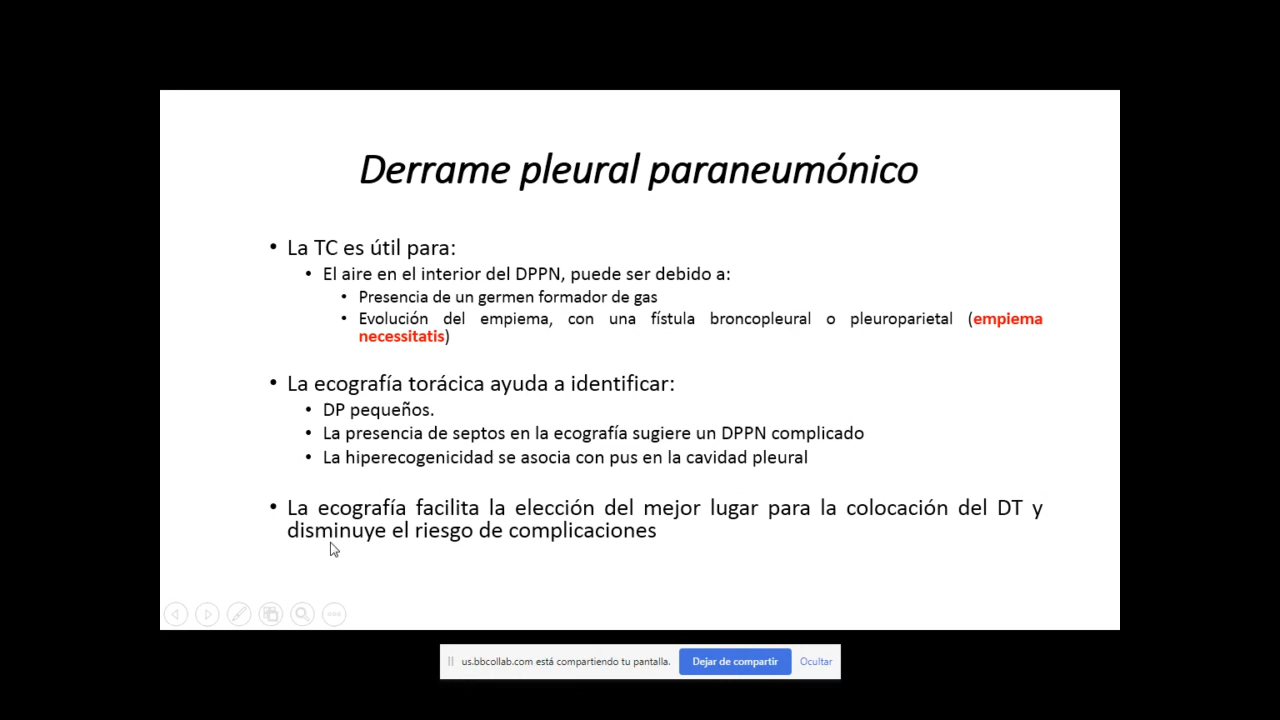 Derrame pleural paraneumónico
• La TC es útil para:
• El aire en el interior del DPPN, puede ser debido a:
• Presencia de un germen formador de gas
• Evolución del empiema, con una fístula broncopleural o pleuroparietal (empiema
necessitatis)
• La ecografía torácica ayuda a identificar:
• DP pequeños.
• La presencia de septos en la ecografía sugiere un DPPN complicado
• La hiperecogenicidad se asocia con pus en la cavidad pleural
• La ecografía facilita la elección del mejor lugar para la colocación del DT y
disminuye el riesgo de complicaciones
us.bbcollab.com está compartiendo tu pantalla. Dejar de compartir Ocultar